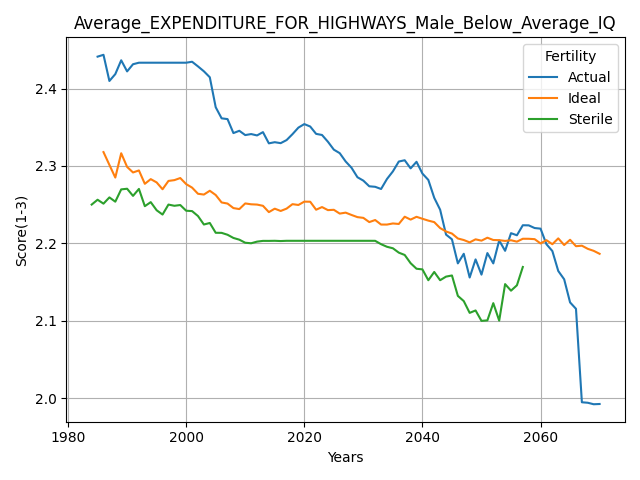 Average_EXPENDITURE_FOR_HIGHWAYS_Male_Below_Average_IQ
Fertility
Actual
Ideal
Sterile
Score(1-3)
2.4
2.3
2.2
2.1
2.0
1980 2000 2020 2040 2060
Years